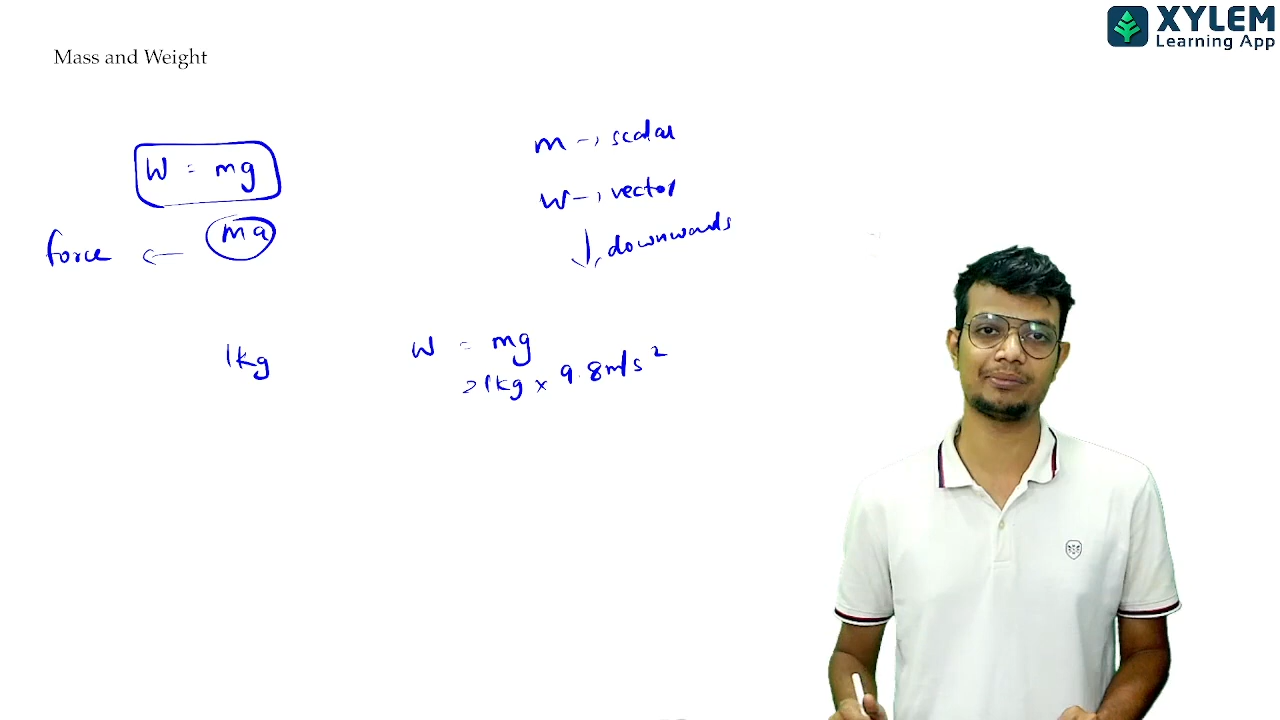 XYLEM
Learning App
Mass and Weight
W = mg
force ← ma
m → scalar
W → vector
↓ downwards
1kg
W = mg
= 1kg × 9.8m/s²